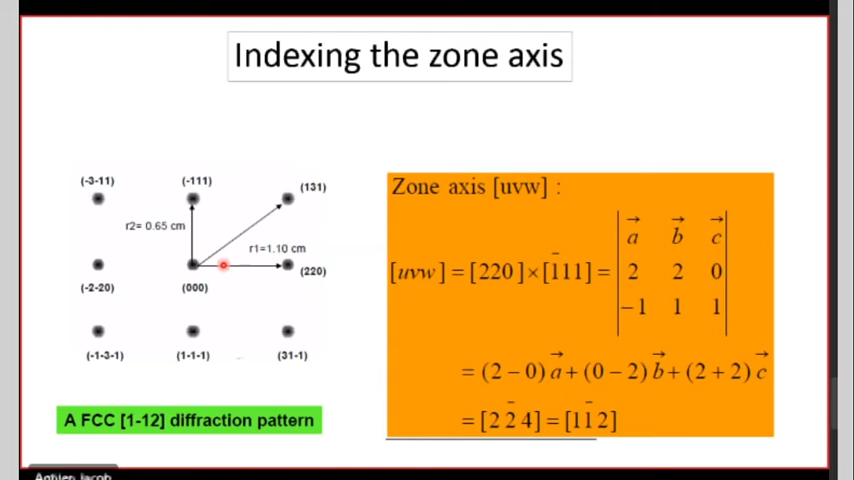 Indexing the zone axis
(-3-11) (-111) (131)
r2= 0.65 cm
r1=1.10 cm
(-2-20) (000) (220)
(-1-3-1) (1-1-1) (31-1)
A FCC [1-12] diffraction pattern
Zone axis [uvw] :
[uvw] = [220]×[1̄11] = | a⃗ b⃗ c⃗ |
2 2 0
−1 1 1
= (2 − 0) a⃗ + (0 − 2) b⃗ + (2 + 2) c⃗
= [2 2̄ 4] = [1 1̄ 2]